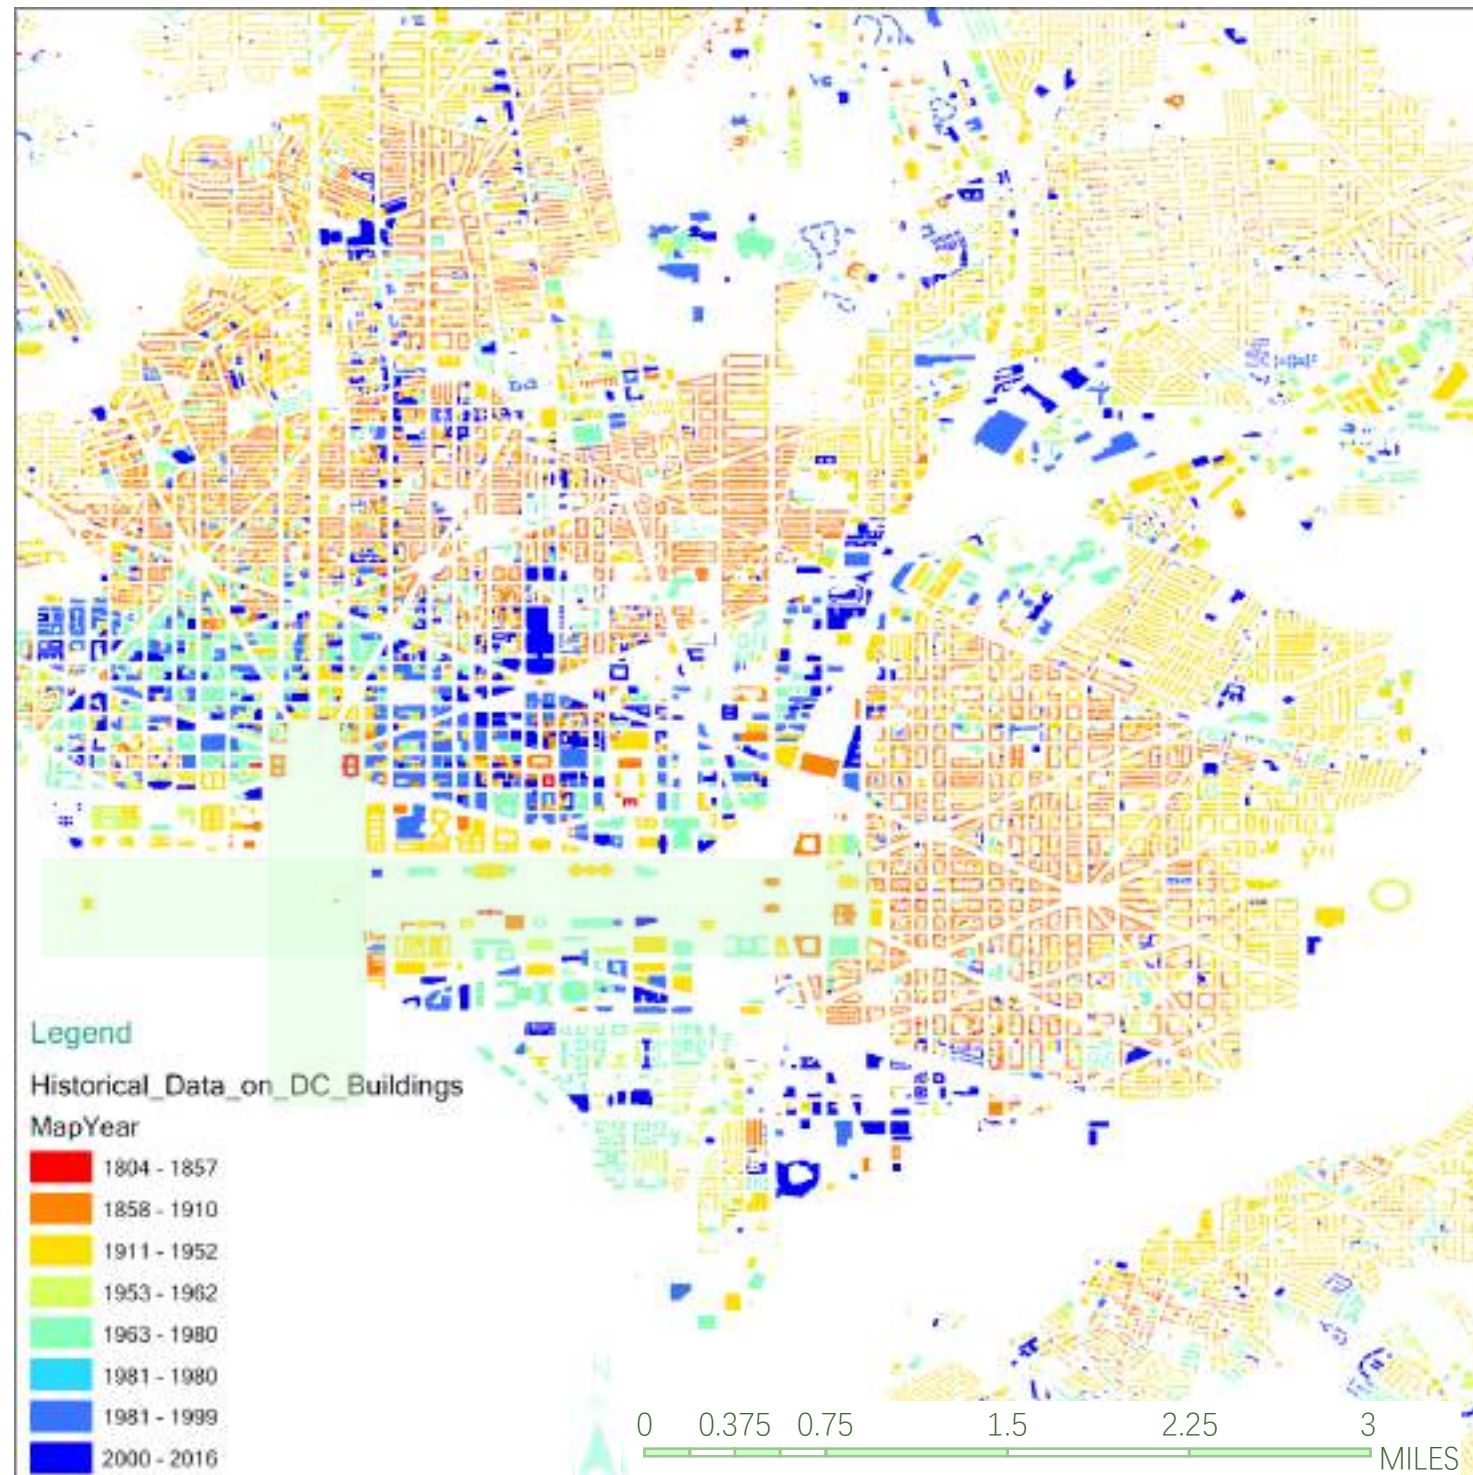 Legend
Historical_Data_on_DC_Buildings
MapYear
1804 - 1857
1858 - 1910
1911 - 1952
1953 - 1962
1963 - 1980
1981 - 1980
1981 - 1999
2000 - 2016
N
0 0.375 0.75 1.5 2.25 3
MILES